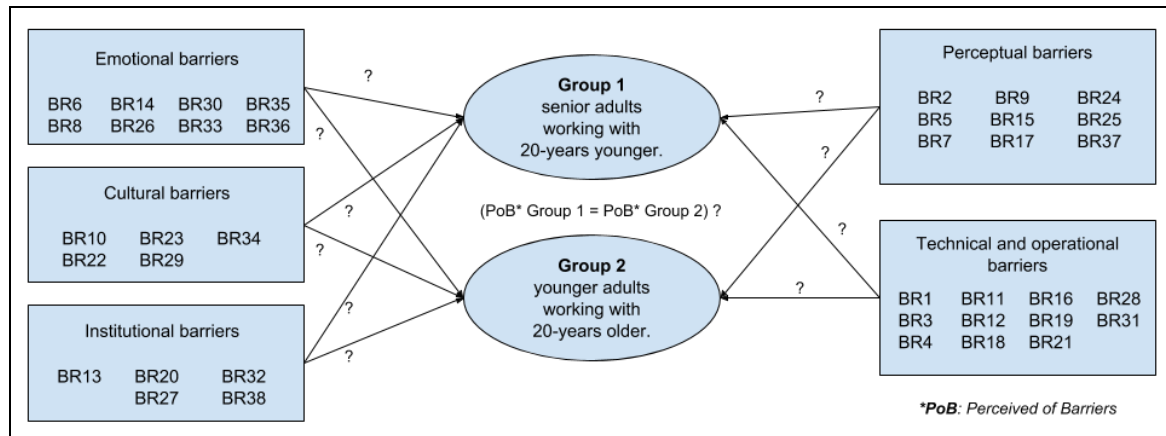 Emotional barriers
BR6 BR14 BR30 BR35
BR8 BR26 BR33 BR36
Cultural barriers
BR10 BR23 BR34
BR22 BR29
Institutional barriers
BR13 BR20 BR32
BR27 BR38
?
?
?
?
?
?
Group 1
senior adults
working with
20-years younger.
(PoB* Group 1 = PoB* Group 2) ?
Group 2
younger adults
working with
20-years older.
?
?
?
?
Perceptual barriers
BR2 BR9 BR24
BR5 BR15 BR25
BR7 BR17 BR37
Technical and operational
barriers
BR1 BR11 BR16 BR28
BR3 BR12 BR19 BR31
BR4 BR18 BR21
*PoB: Perceived of Barriers